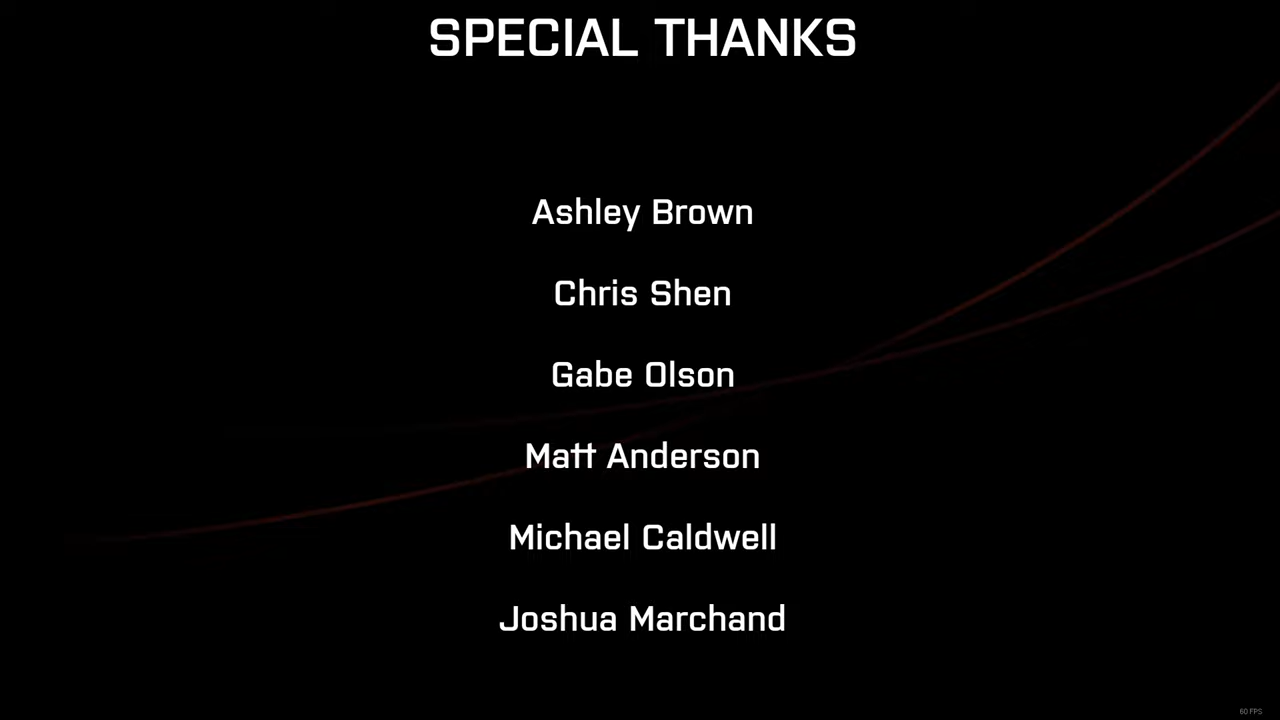 SPECIAL THANKS
Ashley Brown
Chris Shen
Gabe Olson
Matt Anderson
Michael Caldwell
Joshua Marchand
60 FPS